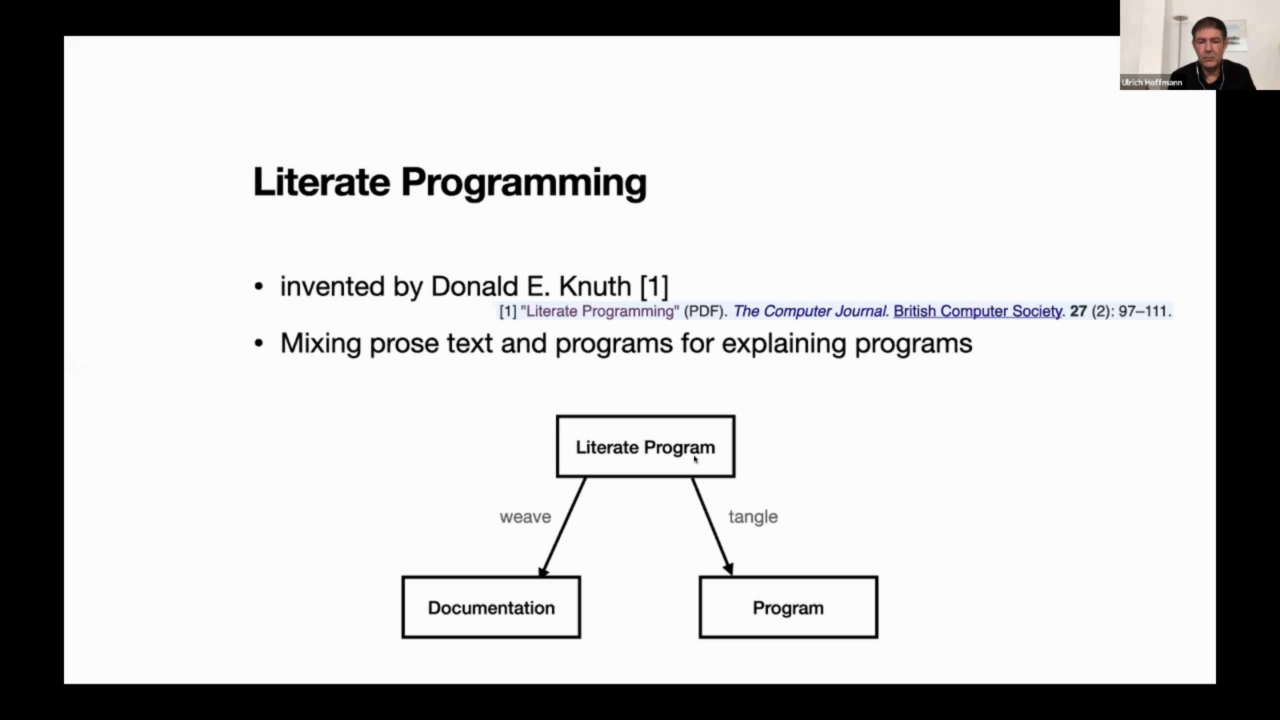 Ulrich Hoffmann
Literate Programming
• invented by Donald E. Knuth [1]
[1] "Literate Programming" (PDF). The Computer Journal. British Computer Society. 27 (2): 97–111.
• Mixing prose text and programs for explaining programs
Literate Program
weave
tangle
Documentation
Program